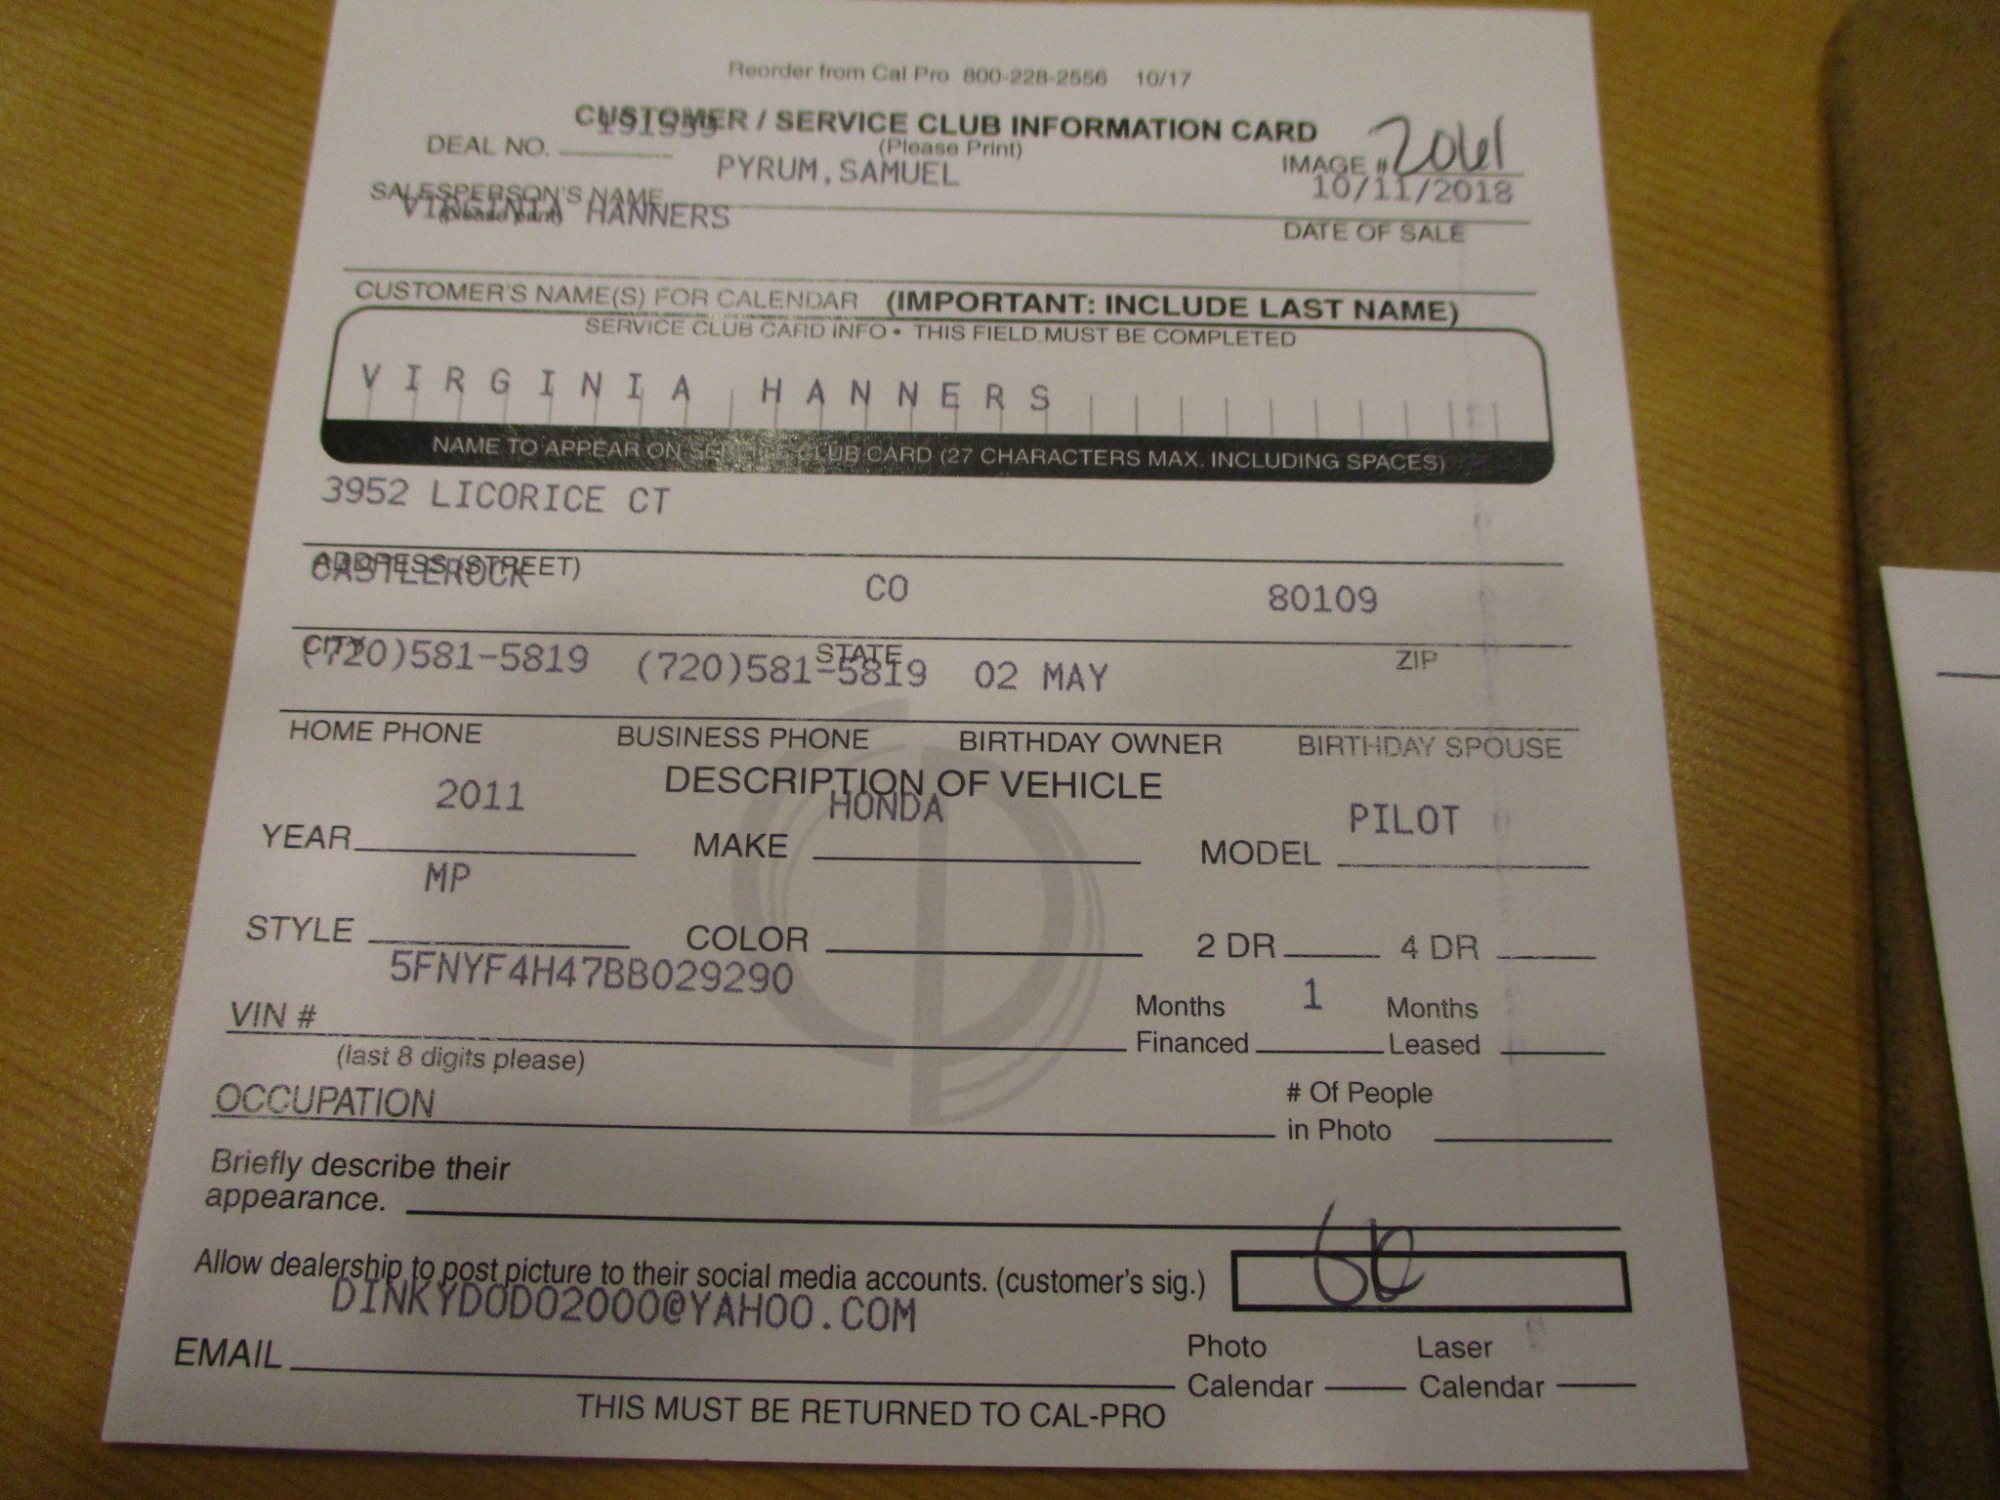 Reorder from Cal Pro 800-228-2556 10/17
CUSTOMER / SERVICE CLUB INFORMATION CARD
(Please Print)
DEAL NO. 151939
IMAGE # 2061
PYRUM, SAMUEL
10/11/2018
SALESPERSON'S NAME
(please print)
DATE OF SALE
VIRGINIA HANNERS
CUSTOMER'S NAME(S) FOR CALENDAR (IMPORTANT: INCLUDE LAST NAME)
SERVICE CLUB CARD INFO • THIS FIELD MUST BE COMPLETED
VIRGINIA HANNERS
NAME TO APPEAR ON SERVICE CLUB CARD (27 CHARACTERS MAX. INCLUDING SPACES)
3952 LICORICE CT
ADDRESS (STREET)
CASTLEROCK CO 80109
CITY STATE ZIP
(720)581-5819 (720)581-5819 02 MAY
HOME PHONE BUSINESS PHONE BIRTHDAY OWNER BIRTHDAY SPOUSE
DESCRIPTION OF VEHICLE
2011 HONDA PILOT
YEAR MAKE MODEL
MP
STYLE COLOR 2 DR 4 DR
5FNYF4H47BB029290
VIN #
(last 8 digits please)
Months Financed 1 Months Leased
OCCUPATION
# Of People in Photo
Briefly describe their
appearance.
Allow dealership to post picture to their social media accounts. (customer's sig.)
DINKYDODO2000@YAHOO.COM
EMAIL
Photo Calendar Laser Calendar
THIS MUST BE RETURNED TO CAL-PRO